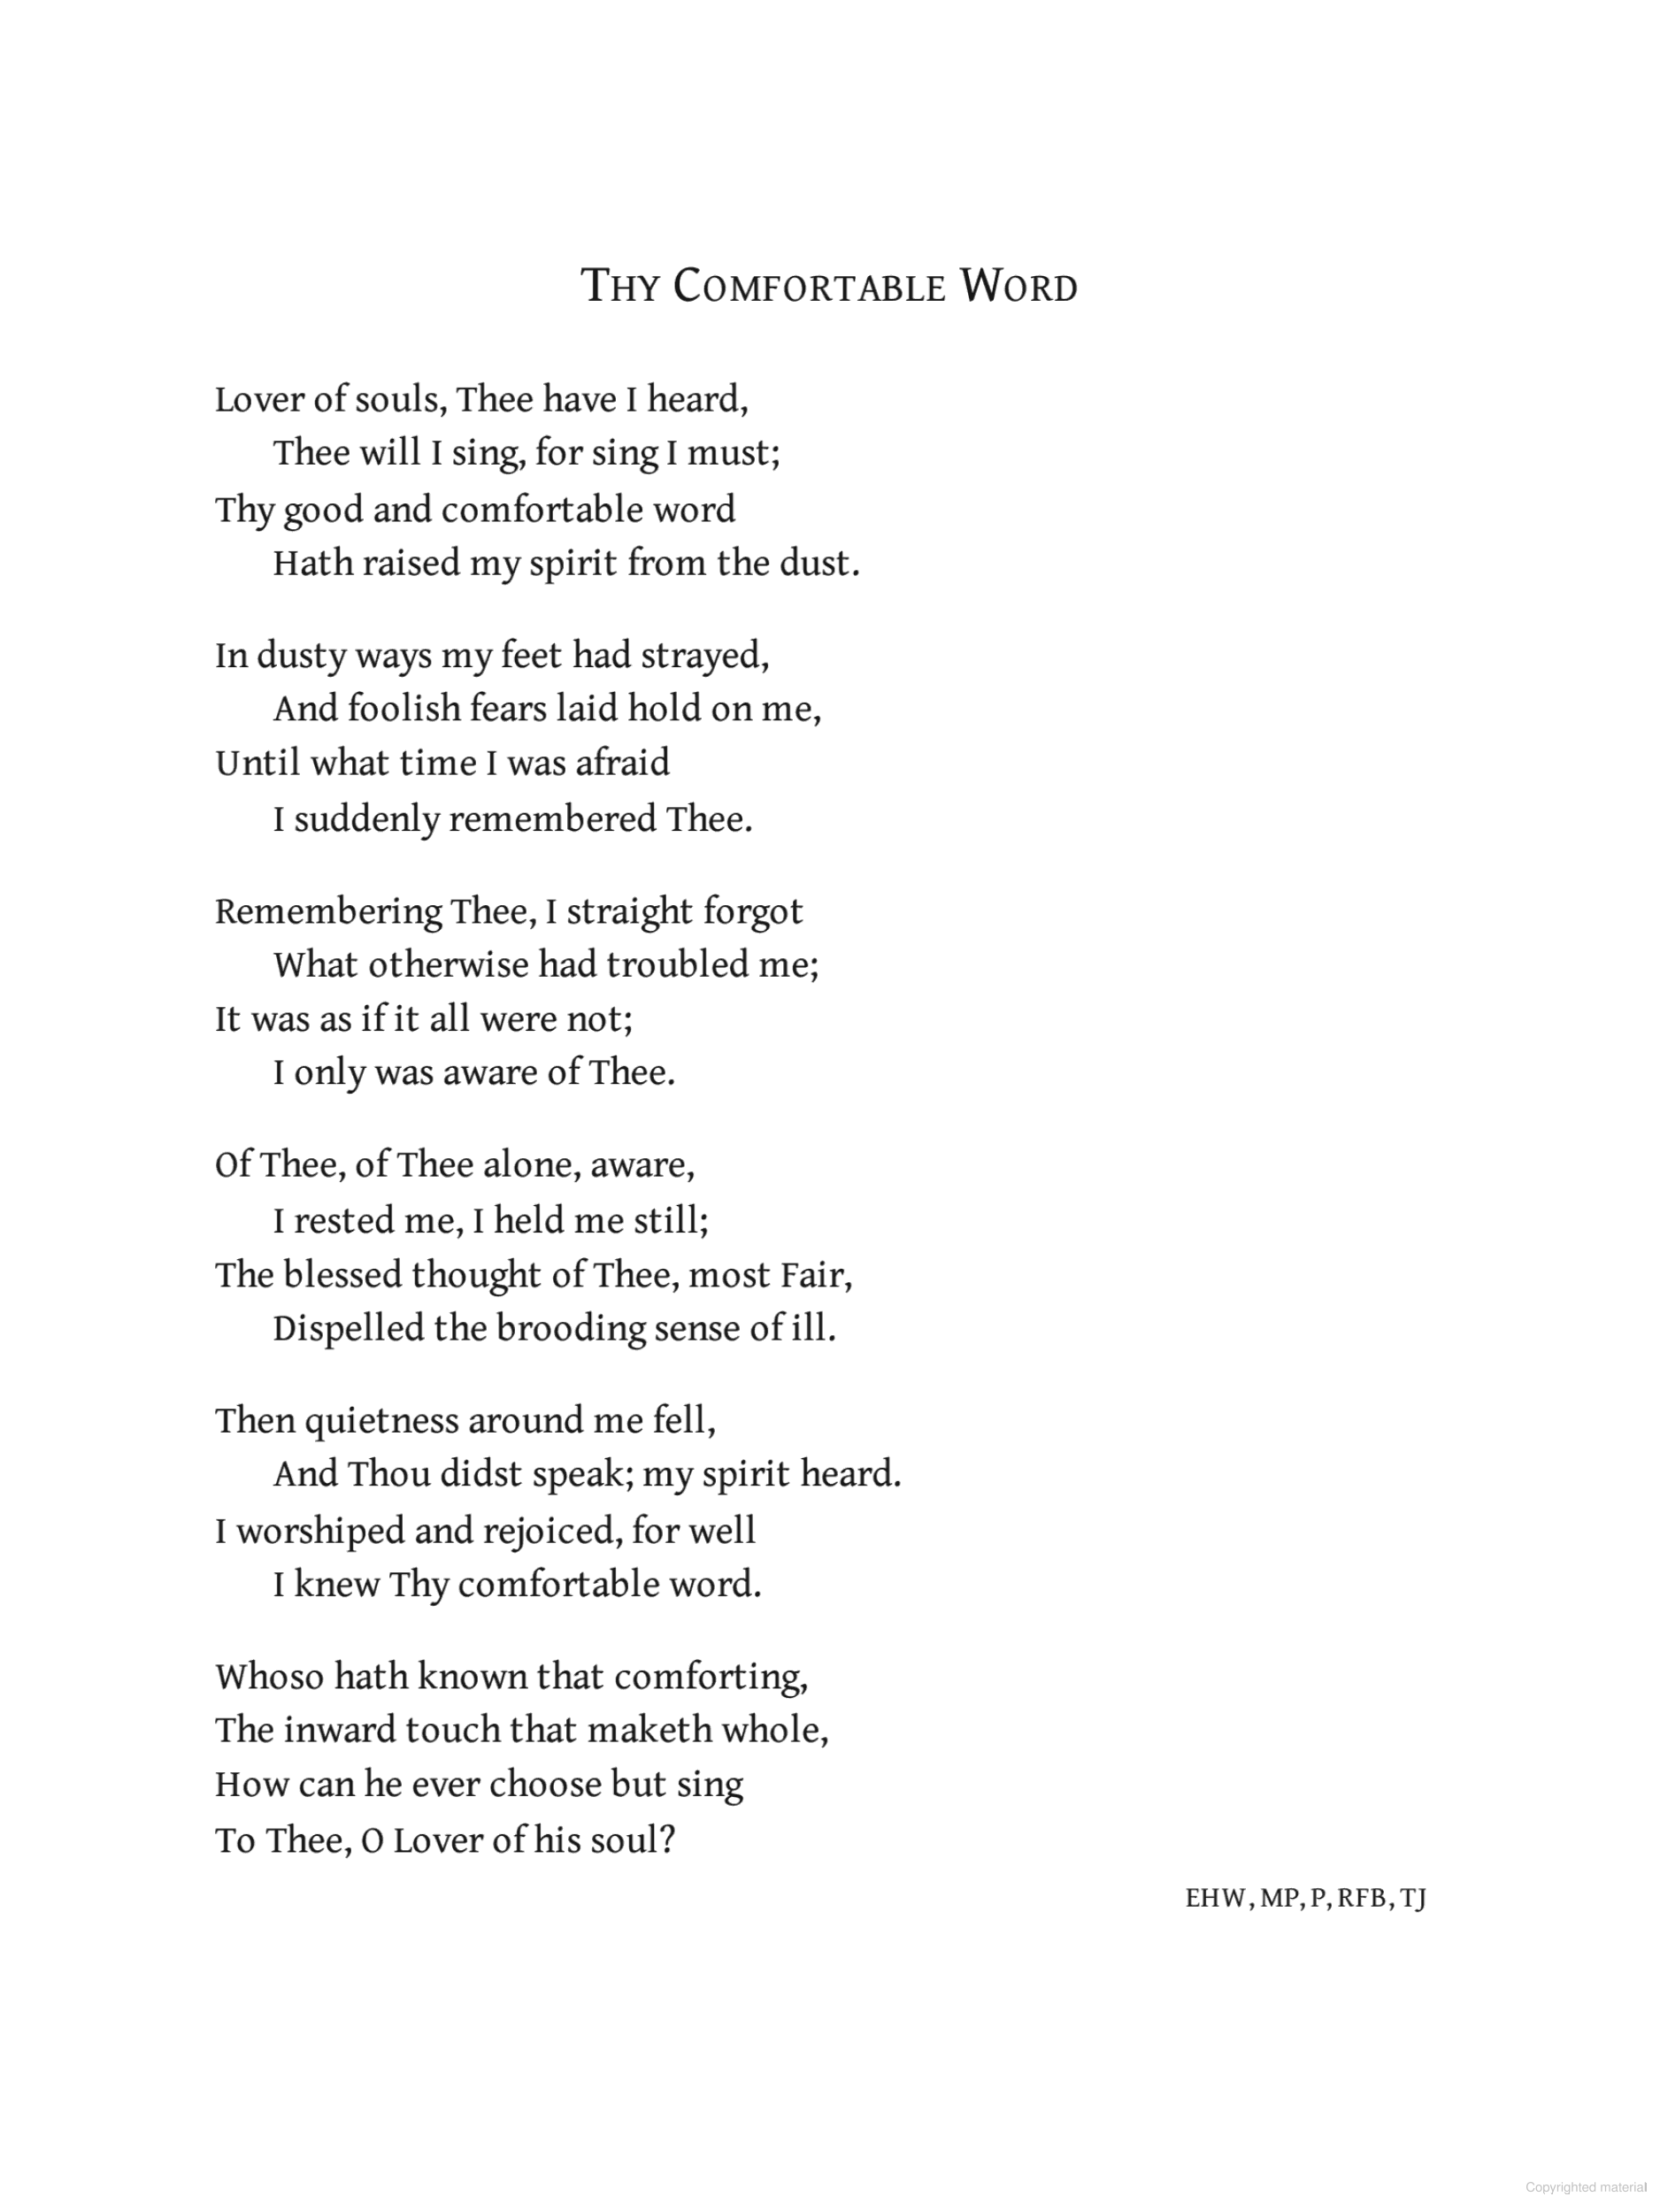 Thy Comfortable Word
Lover of souls, Thee have I heard,
Thee will I sing, for sing I must;
Thy good and comfortable word
Hath raised my spirit from the dust.
In dusty ways my feet had strayed,
And foolish fears laid hold on me,
Until what time I was afraid
I suddenly remembered Thee.
Remembering Thee, I straight forgot
What otherwise had troubled me;
It was as if it all were not;
I only was aware of Thee.
Of Thee, of Thee alone, aware,
I rested me, I held me still;
The blessed thought of Thee, most Fair,
Dispelled the brooding sense of ill.
Then quietness around me fell,
And Thou didst speak; my spirit heard.
I worshiped and rejoiced, for well
I knew Thy comfortable word.
Whoso hath known that comforting,
The inward touch that maketh whole,
How can he ever choose but sing
To Thee, O Lover of his soul?
EHW, MP, P, RFB, TJ
Copyrighted material